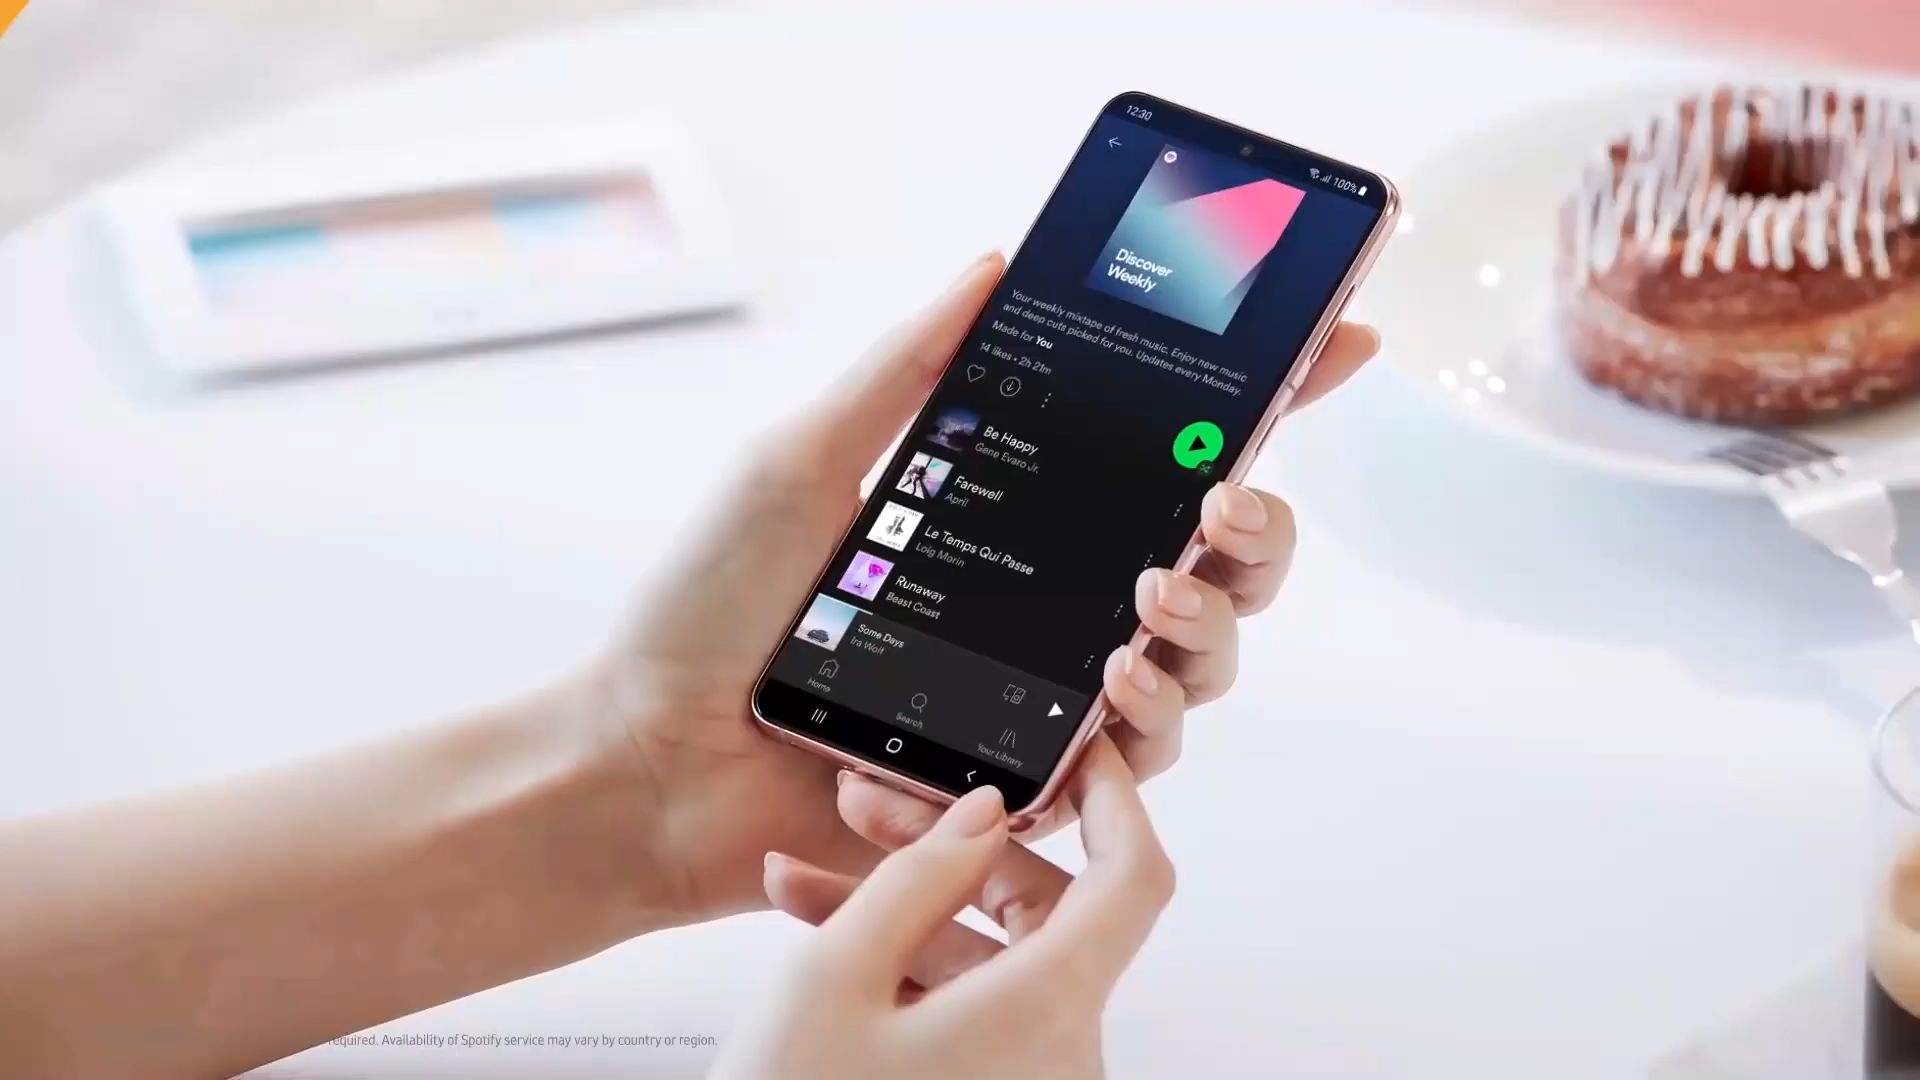 12:30
100%
Discover
Weekly
Your weekly mixtape of fresh music. Enjoy new music
and deep cuts picked for you. Updates every Monday.
Made for You
14 likes • 2h 21m
Be Happy
Gene Evaro Jr.
Farewell
April
Le Temps Qui Passe
Loig Morin
Runaway
Beast Coast
Some Days
Ira Wolf
Home
Search
Your Library
required. Availability of Spotify service may vary by country or region.